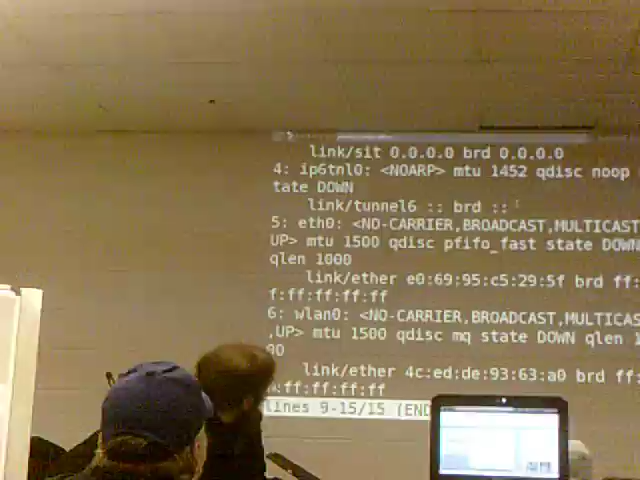 link/sit 0.0.0.0 brd 0.0.0.0
4: ip6tnl0: <NOARP> mtu 1452 qdisc noop
tate DOWN
link/tunnel6 :: brd ::
5: eth0: <NO-CARRIER,BROADCAST,MULTICAST
UP> mtu 1500 qdisc pfifo_fast state DOWN
qlen 1000
link/ether e0:69:95:c5:29:5f brd ff:
f:ff:ff:ff:ff
6: wlan0: <NO-CARRIER,BROADCAST,MULTICAS
,UP> mtu 1500 qdisc mq state DOWN qlen 1
00
link/ether 4c:ed:de:93:63:a0 brd ff:
:ff:ff:ff:ff
lines 9-15/15 (END